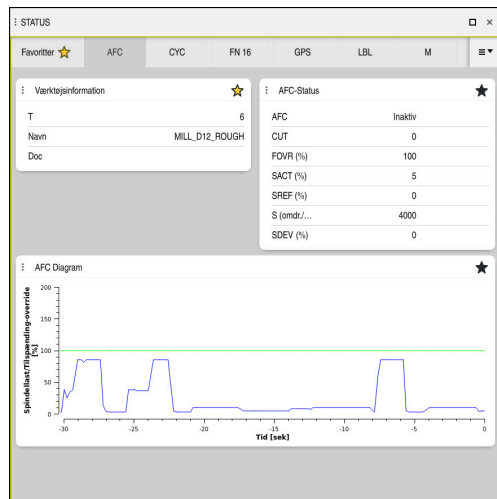 STATUS
Favoritter AFC CYC FN 16 GPS LBL M
Værktøjsinformation
T 6
Navn MILL_D12_ROUGH
Doc
AFC-Status
AFC Inaktiv
CUT 0
FOVR (%) 100
SACT (%) 5
SREF (%) 0
S (omdr./... 4000
SDEV (%) 0
AFC Diagram
Spindellast/Tilspænding-override
[%]
200
150
100
50
0
-30 -25 -20 -15 -10 -5 0
Tid [sek]